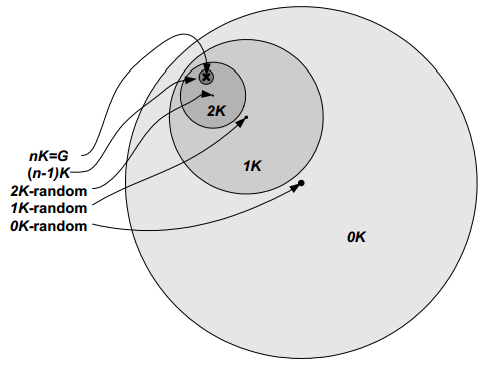 2K
nK=G
(n-1)K
1K
2K-random
1K-random
0K-random
0K